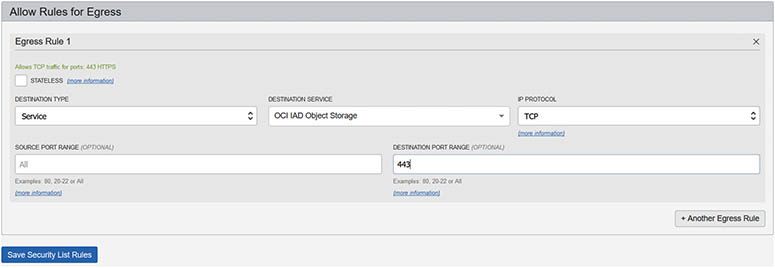 Allow Rules for Egress
Egress Rule 1
Allows TCP traffic for ports: 443 HTTPS
STATELESS (more information)
DESTINATION TYPE DESTINATION SERVICE IP PROTOCOL
Service OCI IAD Object Storage TCP
(more information)
SOURCE PORT RANGE (OPTIONAL) DESTINATION PORT RANGE (OPTIONAL)
All 443
Examples: 80, 20-22 or All Examples: 80, 20-22 or All
(more information) (more information)
+ Another Egress Rule
Save Security List Rules